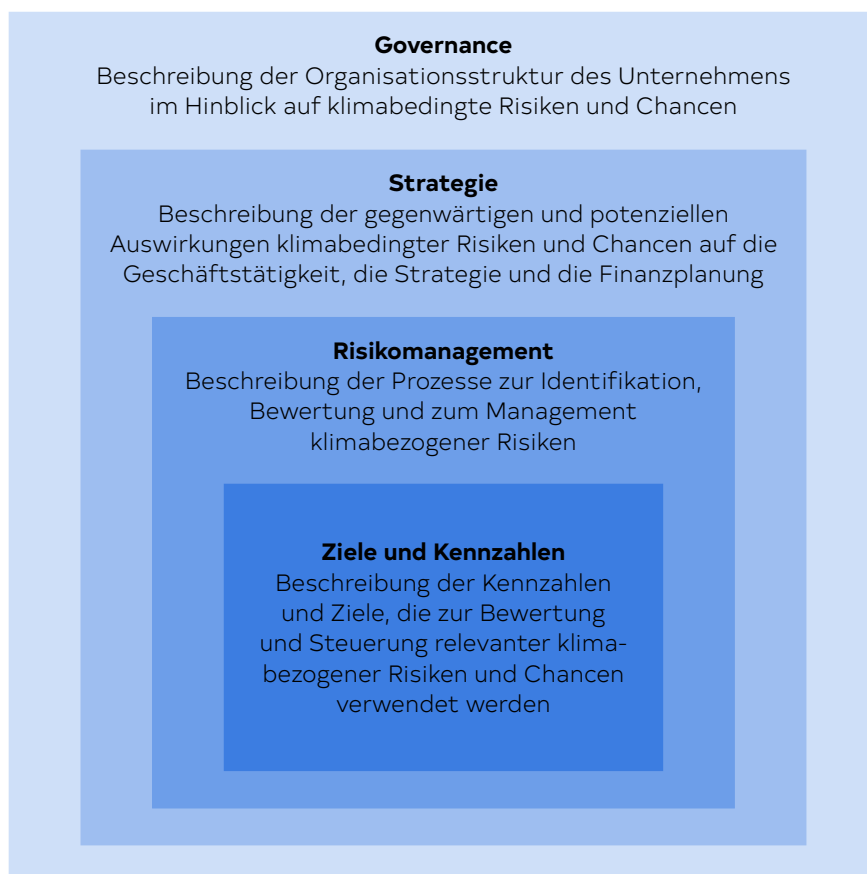 Governance
Beschreibung der Organisationsstruktur des Unternehmens
im Hinblick auf klimabedingte Risiken und Chancen
Strategie
Beschreibung der gegenwärtigen und potenziellen
Auswirkungen klimabedingter Risiken und Chancen auf die
Geschäftstätigkeit, die Strategie und die Finanzplanung
Risikomanagement
Beschreibung der Prozesse zur Identifikation,
Bewertung und zum Management
klimabezogener Risiken
Ziele und Kennzahlen
Beschreibung der Kennzahlen
und Ziele, die zur Bewertung
und Steuerung relevanter klima-
bezogener Risiken und Chancen
verwendet werden